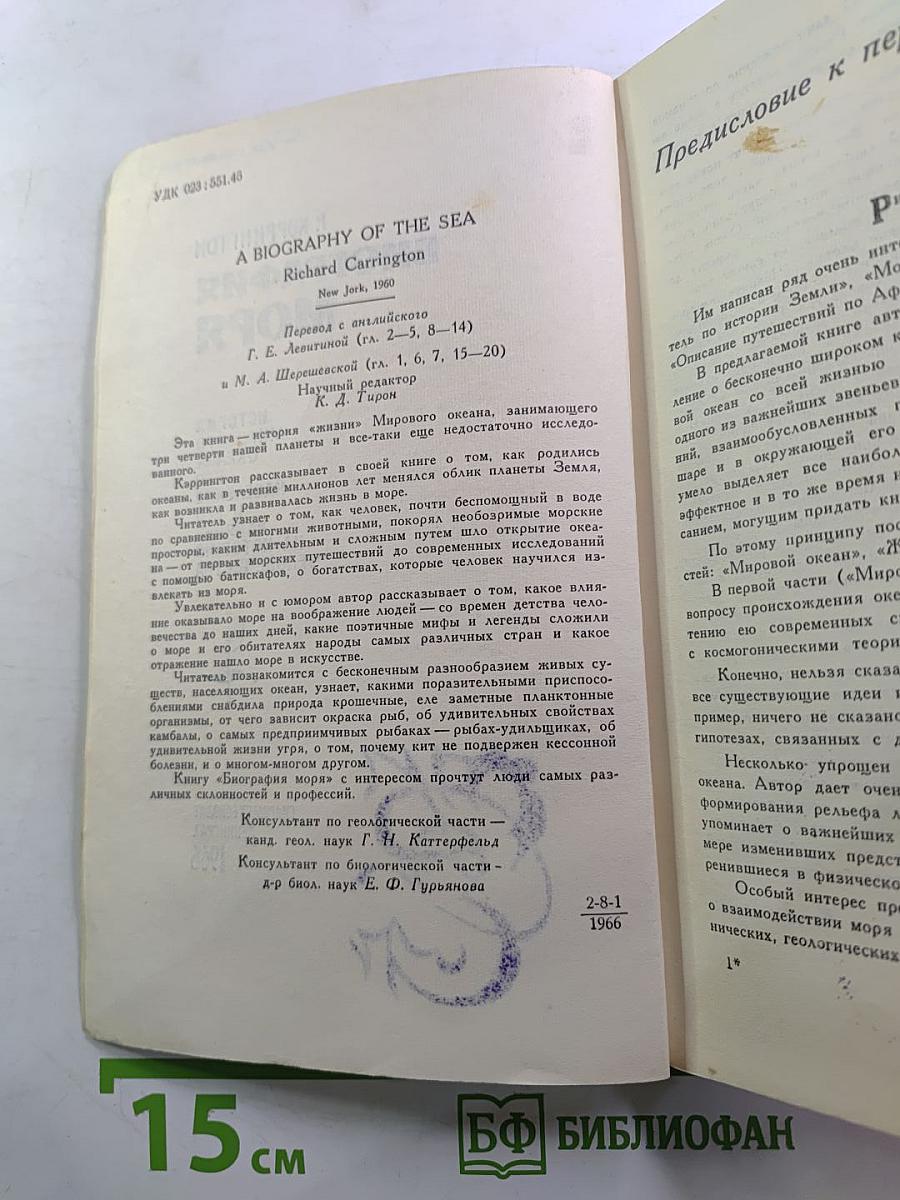 УДК 023 : 551.46
A BIOGRAPHY OF THE SEA
Richard Carrington
New Jork, 1960
Перевод с английского
Г. Е. Левитиной (гл. 2—5, 8—14)
и М. А. Шерешевской (гл. 1, 6, 7, 15—20)
Научный редактор
К. Д. Тирон
Эта книга — история «жизни» Мирового океана, занимающего
три четверти нашей планеты и все-таки еще недостаточно исследо-
ванного.
Кэррингтон рассказывает в своей книге о том, как родились
океаны, как в течение миллионов лет менялся облик планеты Земля,
как возникла и развивалась жизнь в море.
Читатель узнает о том, как человек, почти беспомощный в воде
по сравнению с многими животными, покорял необозримые морские
просторы, каким длительным и сложным путем шло открытие океа-
на — от первых морских путешествий до современных исследований
с помощью батискафов, о богатствах, которые человек научился из-
влекать из моря.
Увлекательно и с юмором автор рассказывает о том, какое влия-
ние оказывало море на воображение людей — со времен детства чело-
вечества до наших дней, какие поэтичные мифы и легенды сложили
о море и его обитателях народы самых различных стран и какое
отражение нашло море в искусстве.
Читатель познакомится с бесконечным разнообразием живых су-
ществ, населяющих океан, узнает, какими поразительными приспосо-
блениями снабдила природа крошечные, еле заметные планктонные
организмы, от чего зависит окраска рыб, об удивительных свойствах
камбалы, о самых предприимчивых рыбаках — рыбах-удильщиках, об
удивительной жизни угря, о том, почему кит не подвержен кессонной
болезни, и о многом-многом другом.
Книгу «Биография моря» с интересом прочтут люди самых раз-
личных склонностей и профессий.
Консультант по геологической части —
канд. геол. наук Г. Н. Каттерфельд
Консультант по биологической части -
д-р биол. наук Е. Ф. Гурьянова
2-8-1
1966
Предисловие к пе
Р
Им написан ряд очень инте
тель по истории Земли», «Мо
«Описание путешествий по Аф
В предлагаемой книге авт
ление о бесконечно широком к
вой океан со всей жизнью
одного из важнейших звеньев
ний, взаимообусловленных п
шаре и в окружающей его
умело выделяет все наибол
эффектное и в то же время н
санием, могущим придать кн
По этому принципу пос
стей: «Мировой океан», «Ж
В первой части («Миро
вопросу происхождения оке
тению ею современных с
с космогоническими теори
Конечно, нельзя сказа
все существующие идеи и
пример, ничего не сказано
гипотезах, связанных с д
Несколько упрощен
океана. Автор дает очен
формирования рельефа л
упоминает о важнейших
мере изменивших предст
ренившиеся в физическо
Особый интерес пре
о взаимодействии моря
нических, геологических
1*
15 см
БФ БИБЛИОФАН